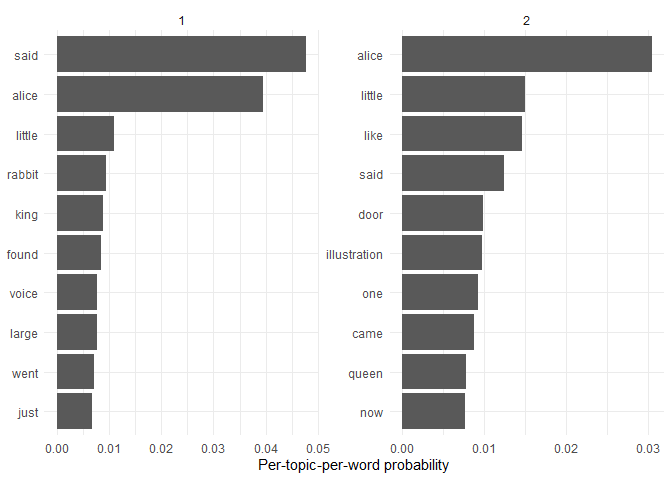 1
said
alice
little
rabbit
king
found
voice
large
went
just
0.00 0.01 0.02 0.03 0.04 0.05
2
alice
little
like
said
door
illustration
one
came
queen
now
0.00 0.01 0.02 0.03
Per-topic-per-word probability